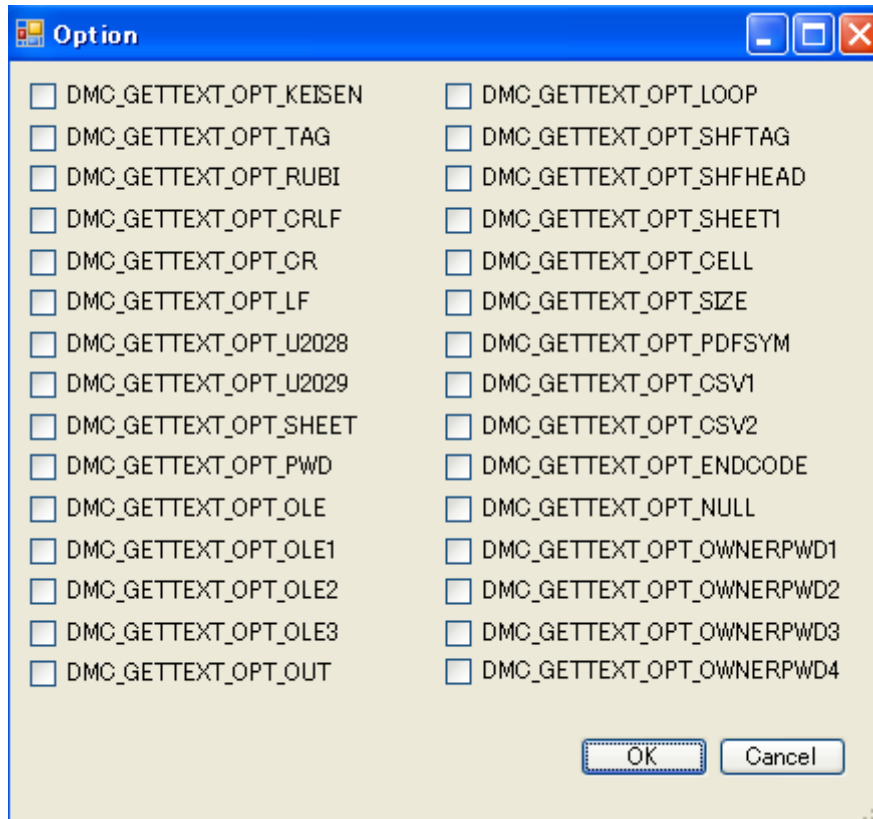 Option
DMC_GETTEXT_OPT_KEISEN
DMC_GETTEXT_OPT_TAG
DMC_GETTEXT_OPT_RUBI
DMC_GETTEXT_OPT_CRLF
DMC_GETTEXT_OPT_CR
DMC_GETTEXT_OPT_LF
DMC_GETTEXT_OPT_U2028
DMC_GETTEXT_OPT_U2029
DMC_GETTEXT_OPT_SHEET
DMC_GETTEXT_OPT_PWD
DMC_GETTEXT_OPT_OLE
DMC_GETTEXT_OPT_OLE1
DMC_GETTEXT_OPT_OLE2
DMC_GETTEXT_OPT_OLE3
DMC_GETTEXT_OPT_OUT
DMC_GETTEXT_OPT_LOOP
DMC_GETTEXT_OPT_SHFTAG
DMC_GETTEXT_OPT_SHFHEAD
DMC_GETTEXT_OPT_SHEET1
DMC_GETTEXT_OPT_CELL
DMC_GETTEXT_OPT_SIZE
DMC_GETTEXT_OPT_PDFSYM
DMC_GETTEXT_OPT_CSV1
DMC_GETTEXT_OPT_CSV2
DMC_GETTEXT_OPT_ENDCODE
DMC_GETTEXT_OPT_NULL
DMC_GETTEXT_OPT_OWNERPWD1
DMC_GETTEXT_OPT_OWNERPWD2
DMC_GETTEXT_OPT_OWNERPWD3
DMC_GETTEXT_OPT_OWNERPWD4
OK
Cancel